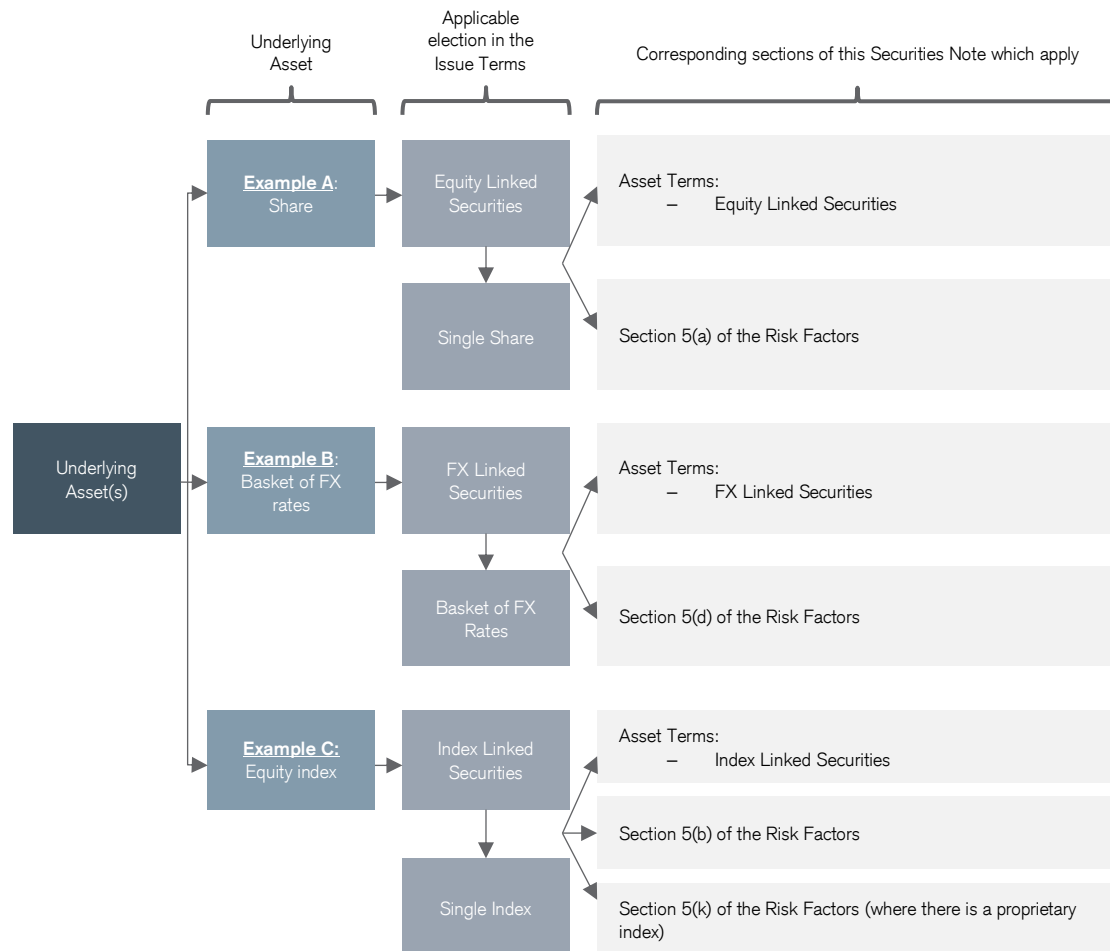 Underlying
Asset
Applicable
election in the
Issue Terms
Corresponding sections of this Securities Note which apply
Underlying
Asset(s)
Example A:
Share
Equity Linked
Securities
Single Share
Asset Terms:
– Equity Linked Securities
Section 5(a) of the Risk Factors
Example B:
Basket of FX
rates
FX Linked
Securities
Basket of FX
Rates
Asset Terms:
– FX Linked Securities
Section 5(d) of the Risk Factors
Example C:
Equity index
Index Linked
Securities
Single Index
Asset Terms:
– Index Linked Securities
Section 5(b) of the Risk Factors
Section 5(k) of the Risk Factors (where there is a proprietary
index)